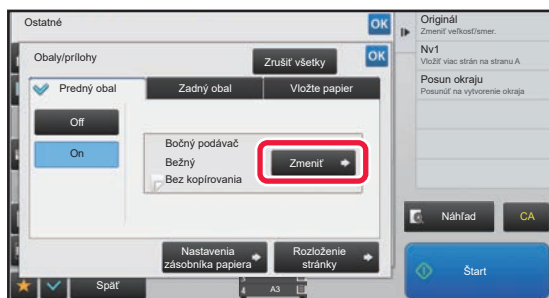 Ostatné
OK
Obaly/prílohy
Zrušiť všetky
OK
Predný obal
Zadný obal
Vložte papier
Off
On
Bočný podávač
Bežný
Bez kopírovania
Zmeniť
Nastavenia
zásobníka papiera
Rozloženie
stránky
Späť
4
A3
Originál
Zmeniť veľkosť/smer.
Nv1
Vložiť viac strán na stranu A
Posun okraju
Posunúť na vytvorenie okraja
Náhľad
CA
Štart